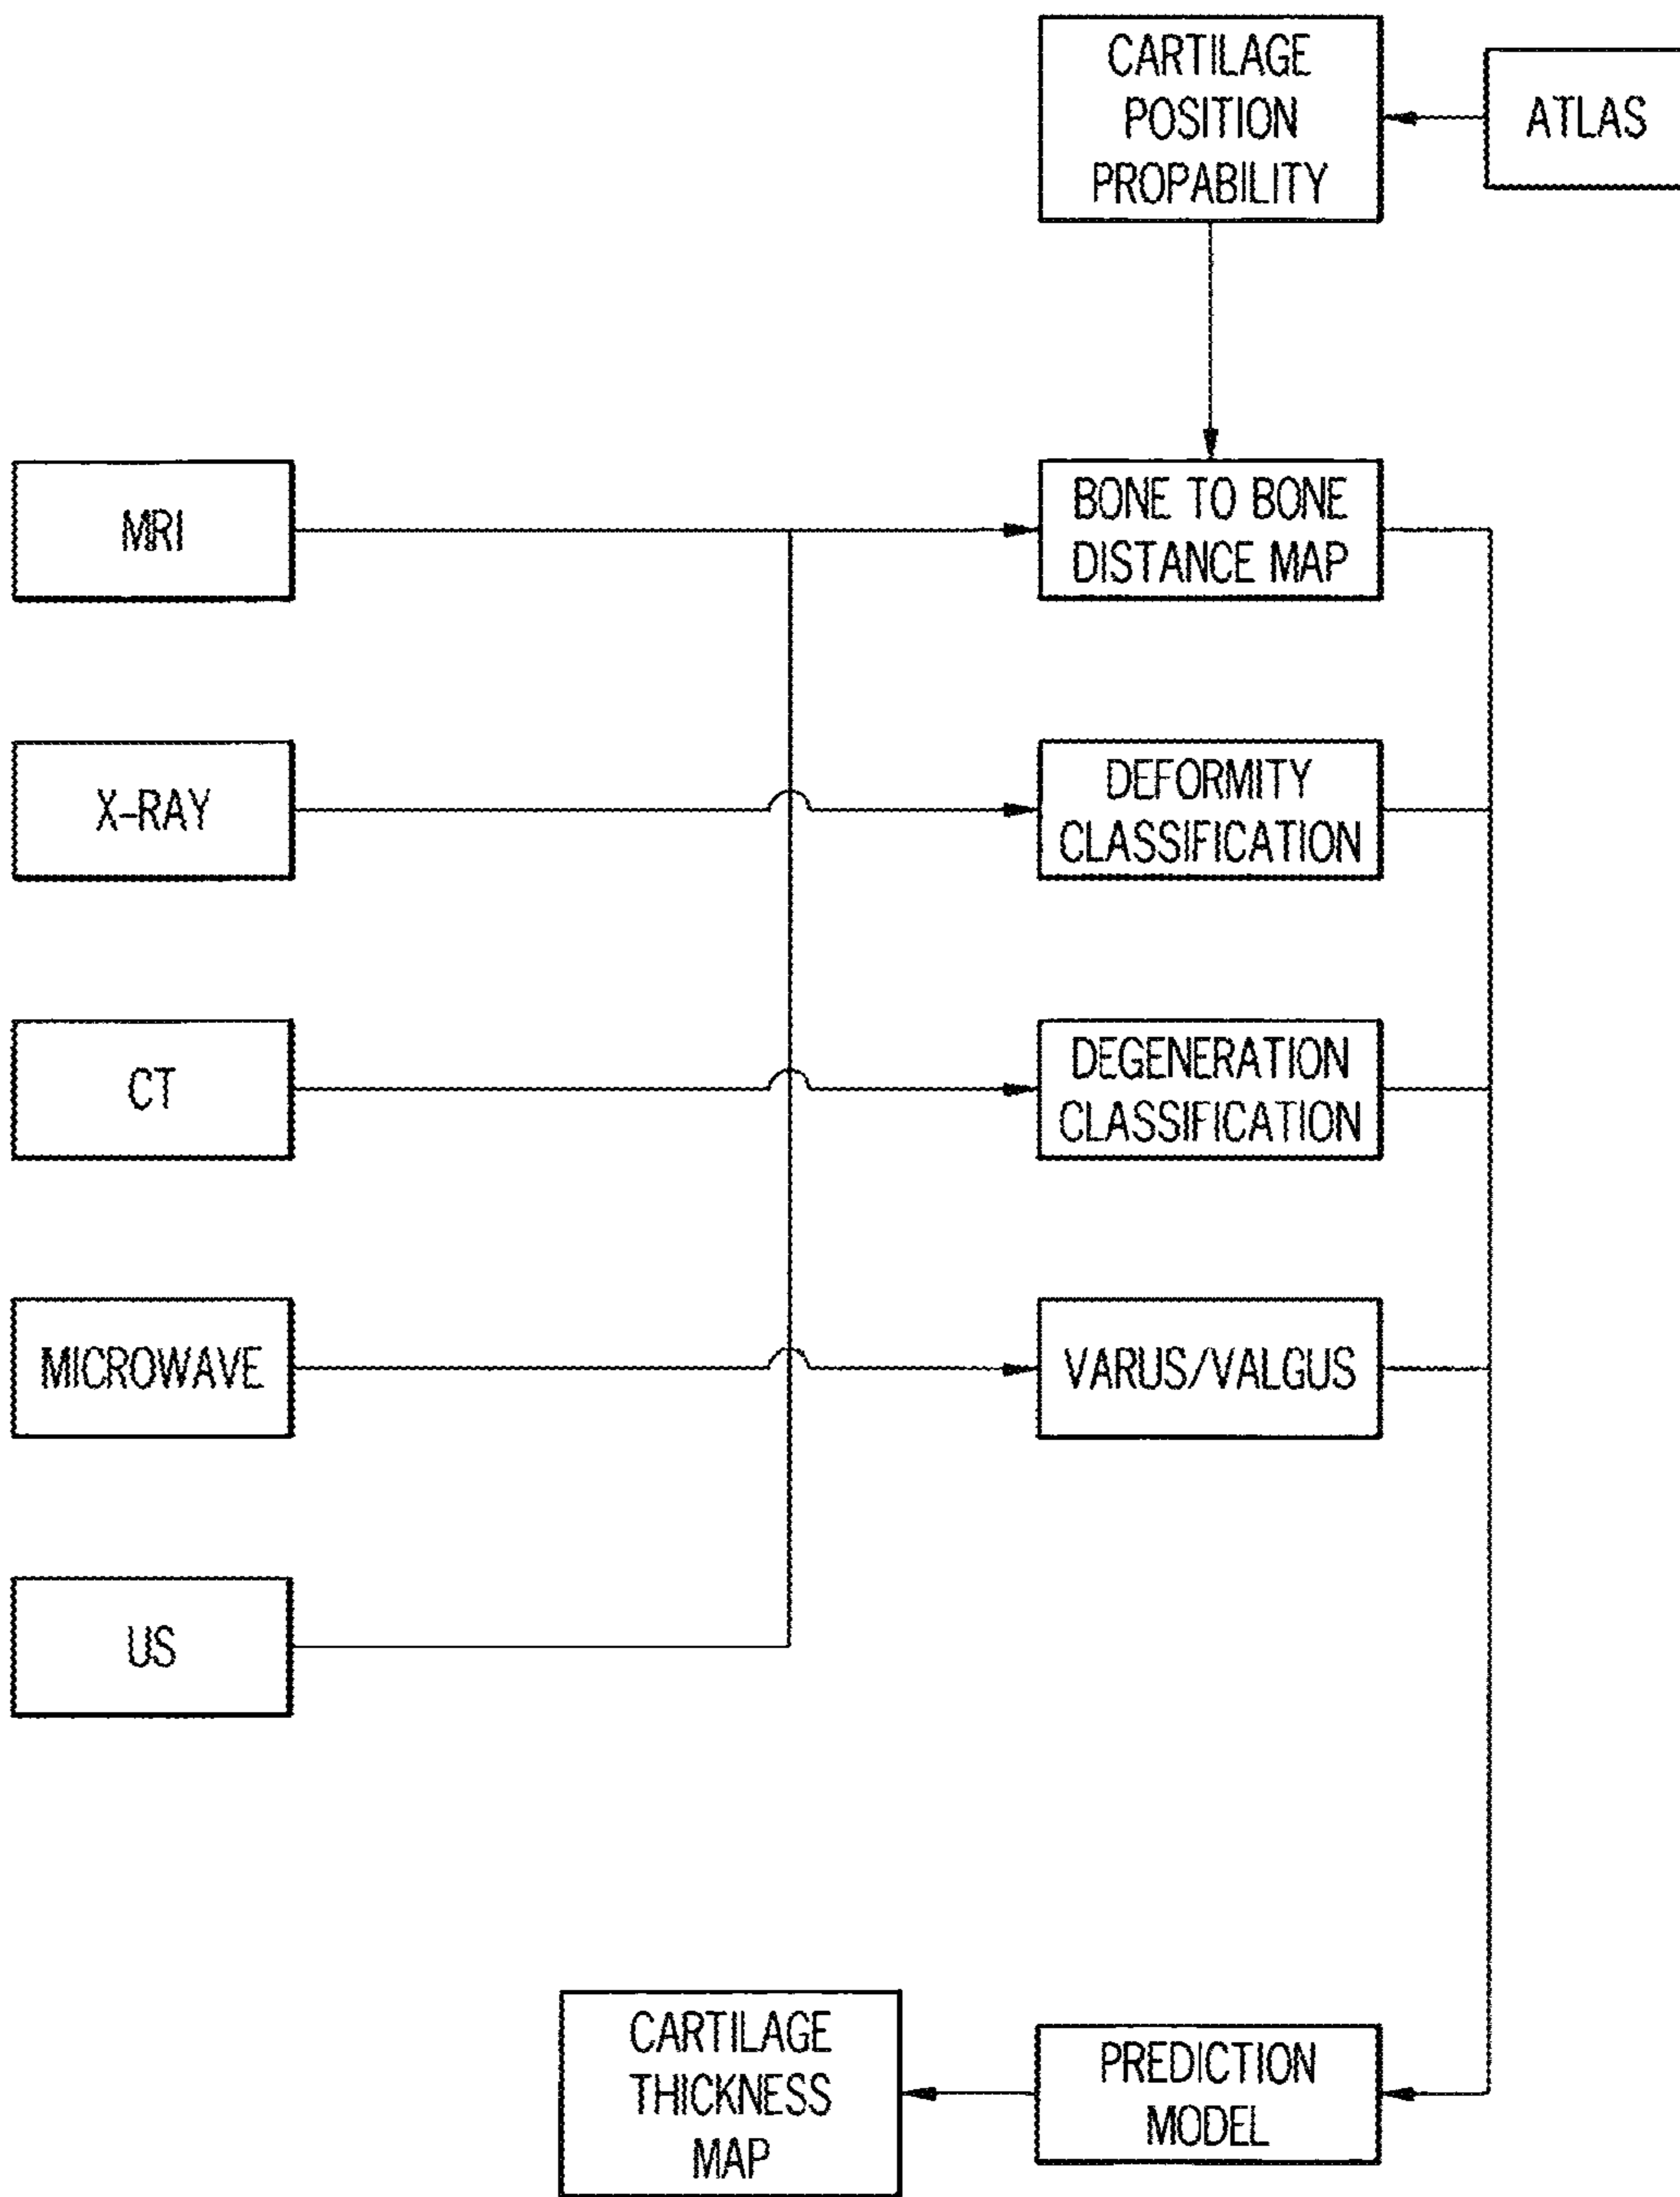 CARTILAGE
POSITION
PROPABILITY
ATLAS
MRI
BONE TO BONE
DISTANCE MAP
X-RAY
DEFORMITY
CLASSIFICATION
CT
DEGENERATION
CLASSIFICATION
MICROWAVE
VARUS/VALGUS
US
CARTILAGE
THICKNESS
MAP
PREDICTION
MODEL